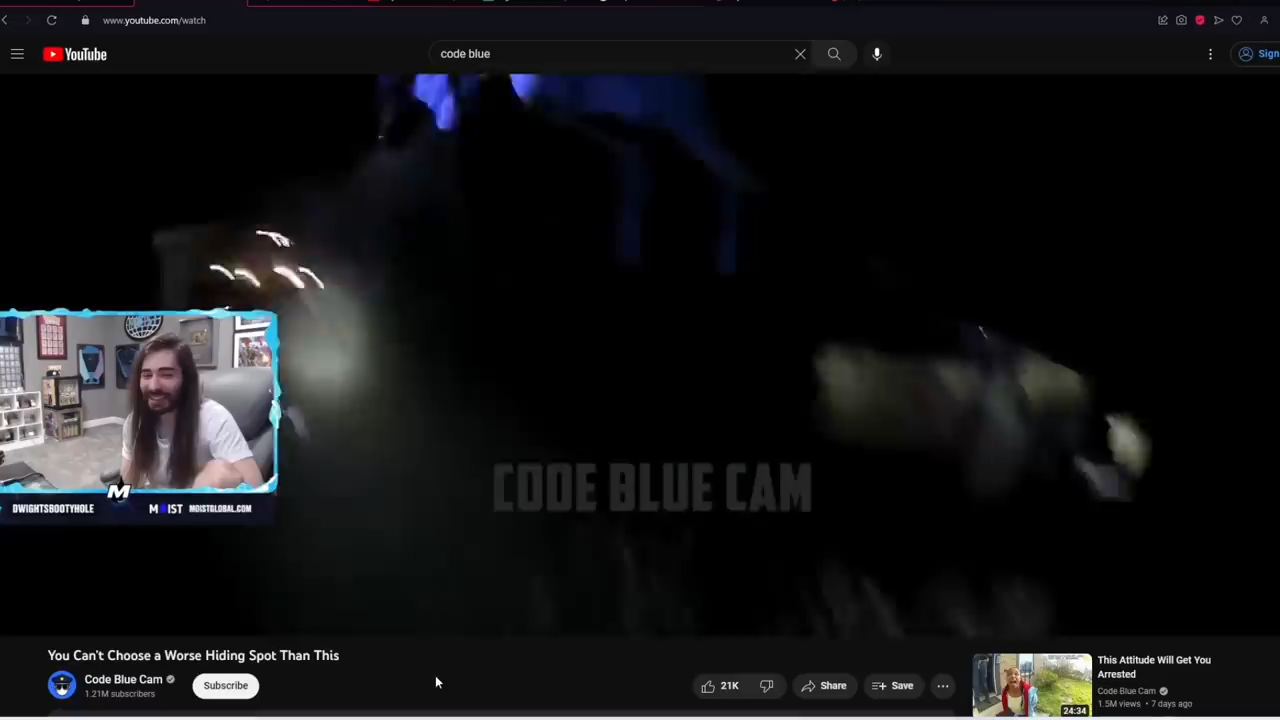 www.youtube.com/watch
YouTube
code blue
Sign
DWIGHTSBOOTYHOLE
M
MOIST
MOISTGLOBAL.COM
CODE BLUE CAM
You Can't Choose a Worse Hiding Spot Than This
Code Blue Cam
1.21M subscribers
Subscribe
21K
Share
Save
This Attitude Will Get You
Arrested
Code Blue Cam
1.5M views • 7 days ago
24:34